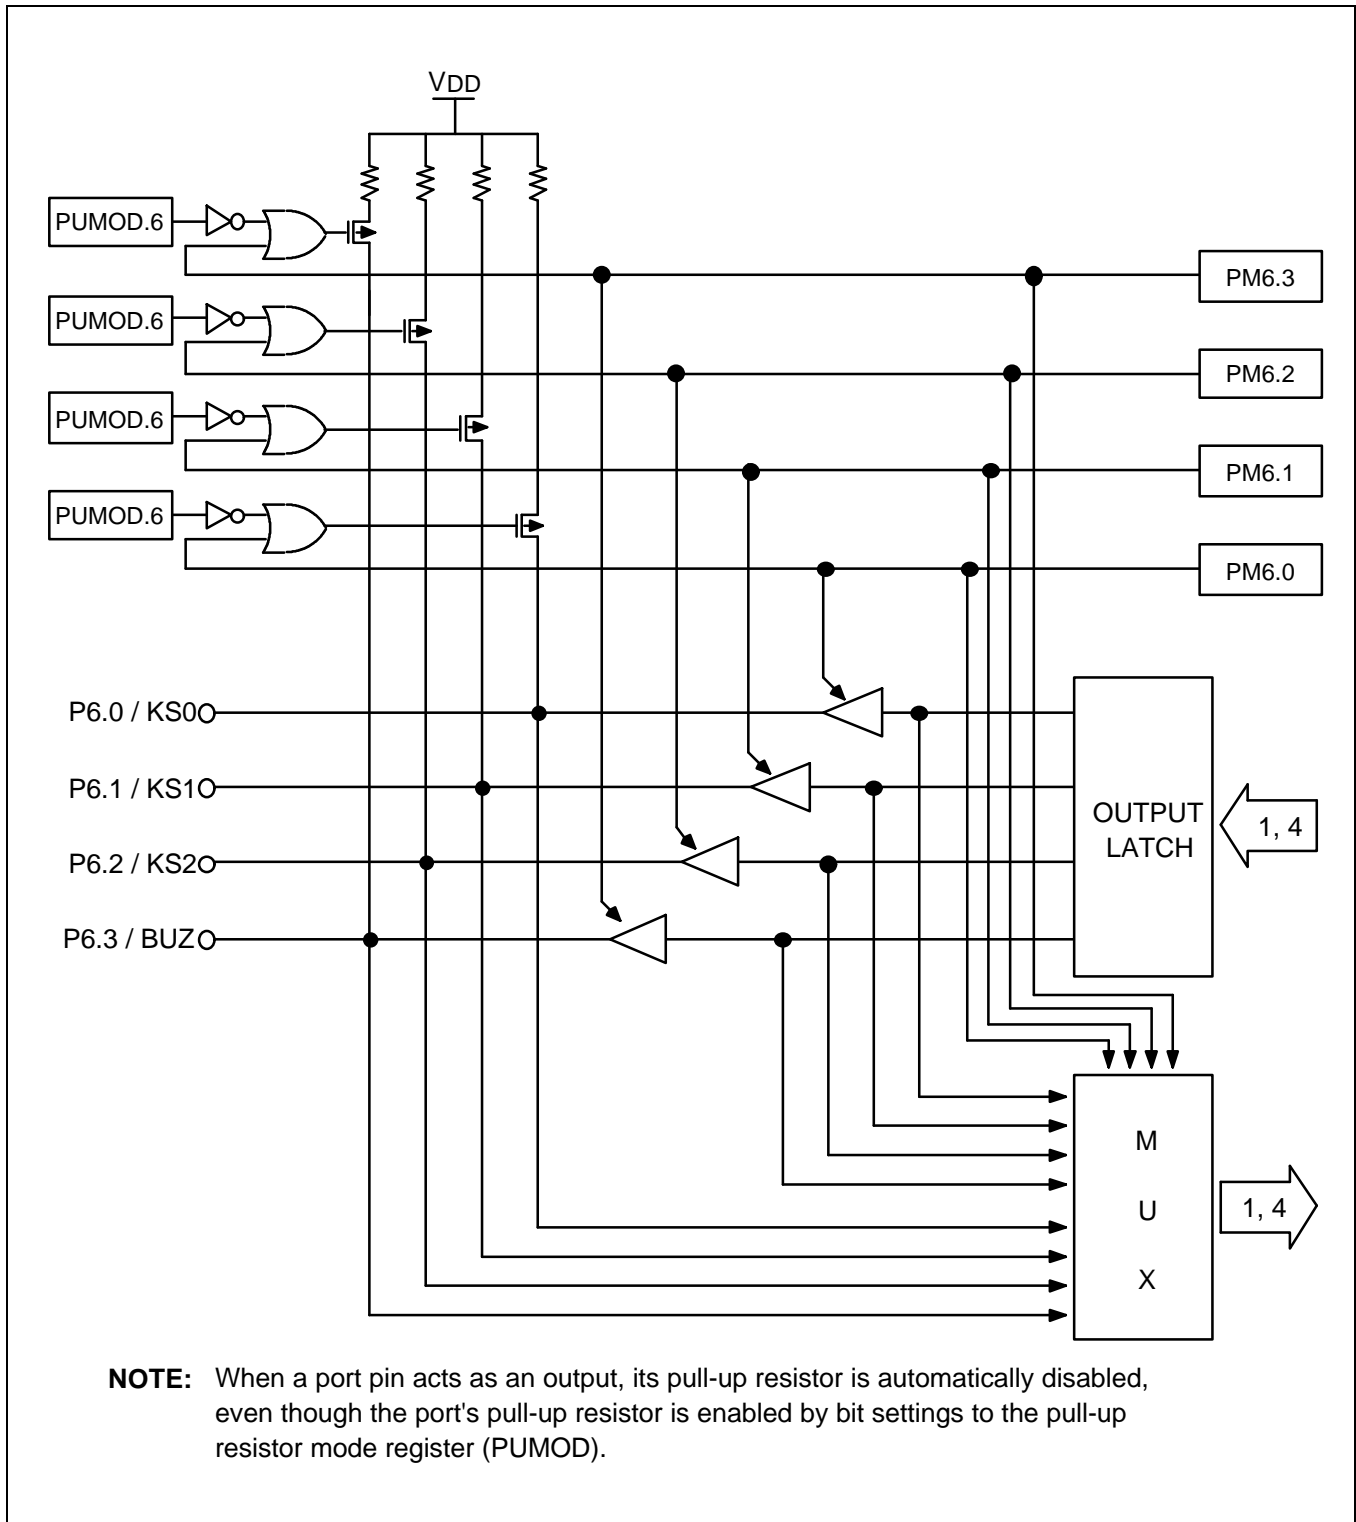 VDD
PUMOD.6
PM6.3
PUMOD.6
PM6.2
PUMOD.6
PM6.1
PUMOD.6
PM6.0
P6.0 / KS0
P6.1 / KS1
P6.2 / KS2
P6.3 / BUZ
OUTPUT
LATCH
1, 4
M
U
X
1, 4
NOTE: When a port pin acts as an output, its pull-up resistor is automatically disabled,
even though the port's pull-up resistor is enabled by bit settings to the pull-up
resistor mode register (PUMOD).